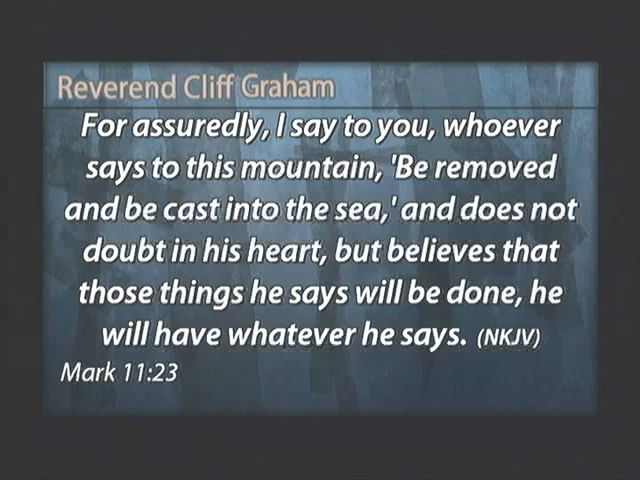 Reverend Cliff Graham
For assuredly, I say to you, whoever
says to this mountain, 'Be removed
and be cast into the sea,' and does not
doubt in his heart, but believes that
those things he says will be done, he
will have whatever he says. (NKJV)
Mark 11:23